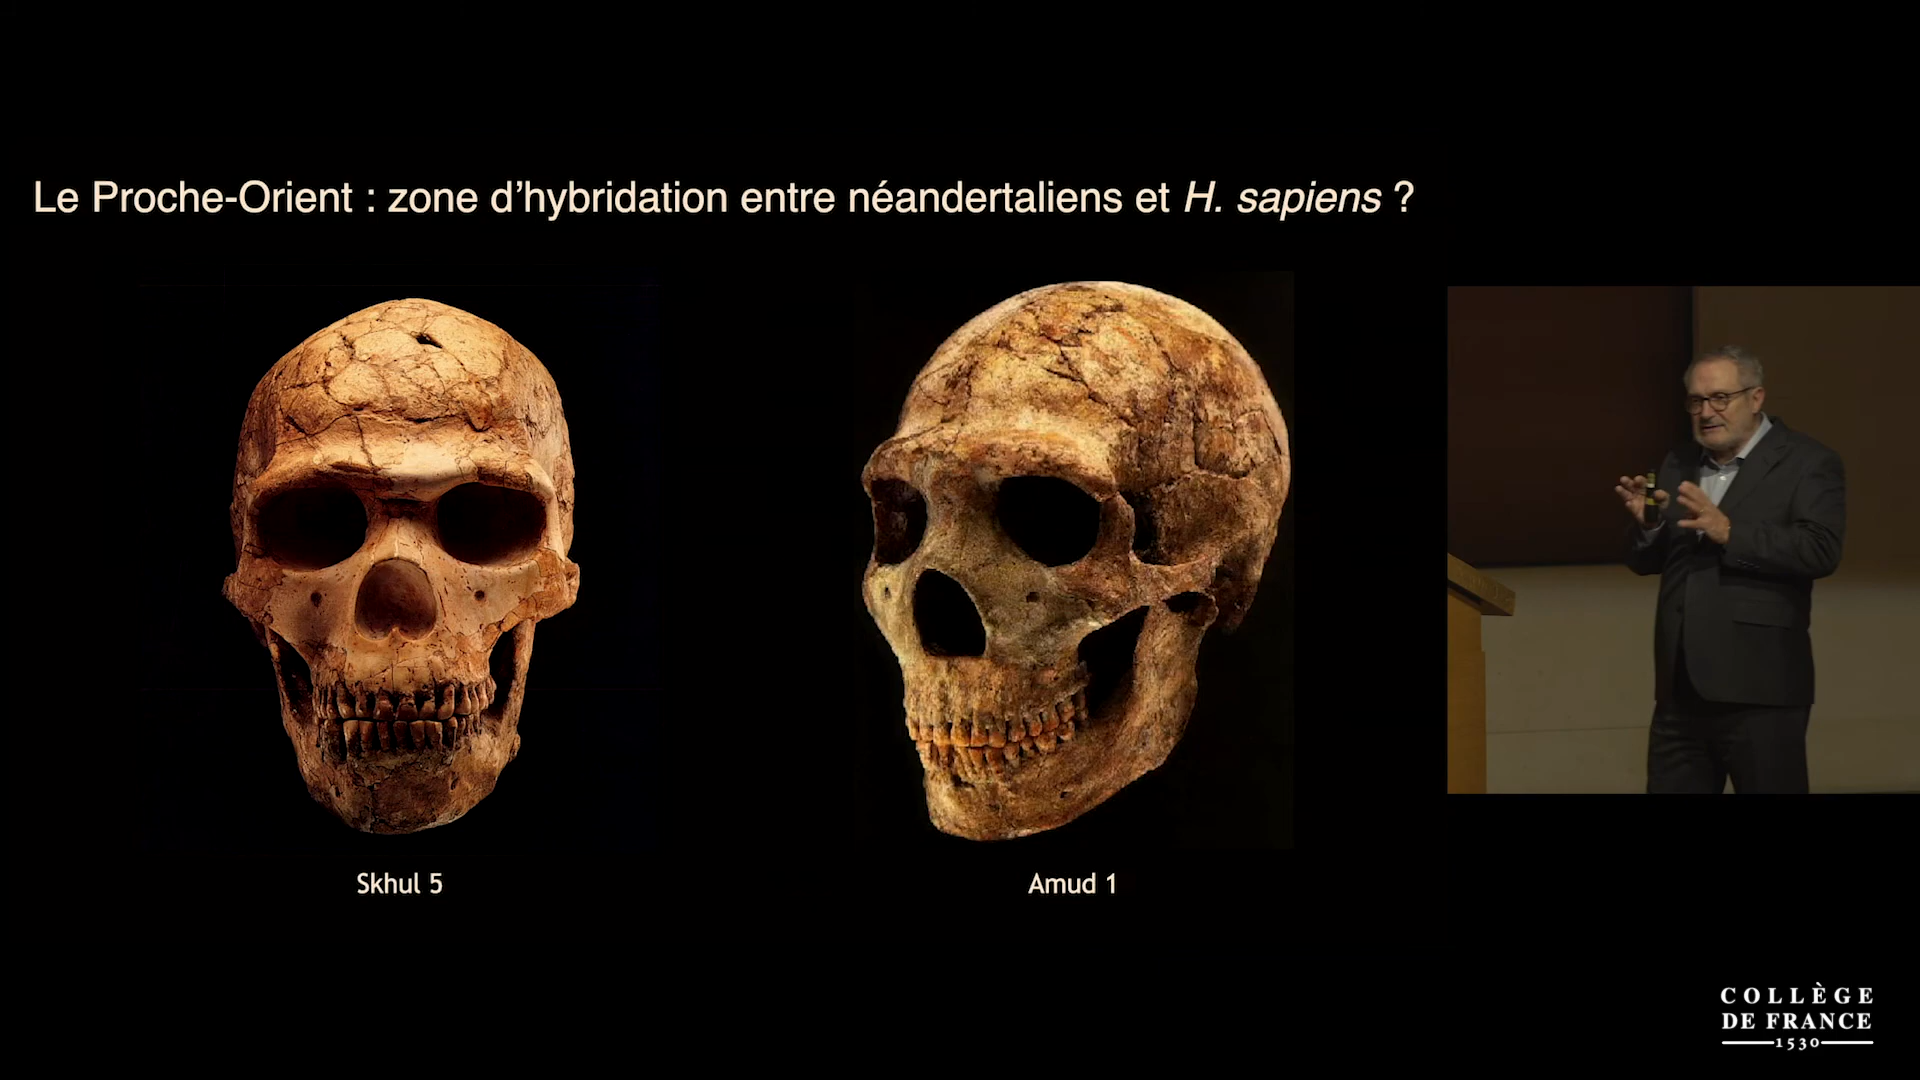 Le Proche-Orient : zone d’hybridation entre néandertaliens et H. sapiens ?
Skhul 5
Amud 1
COLLÈGE
DE FRANCE
1530